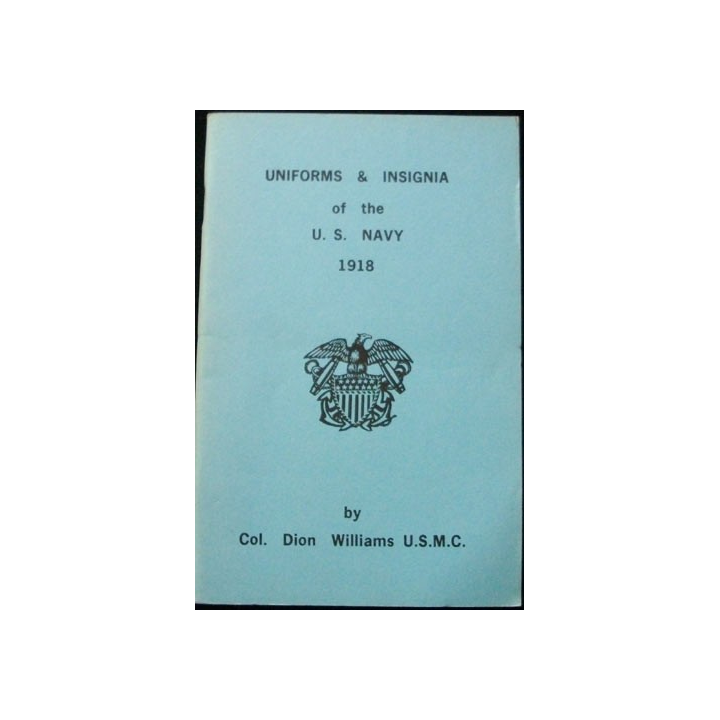 UNIFORMS & INSIGNIA
of the
U. S. NAVY
1918
by
Col. Dion Williams U.S.M.C.